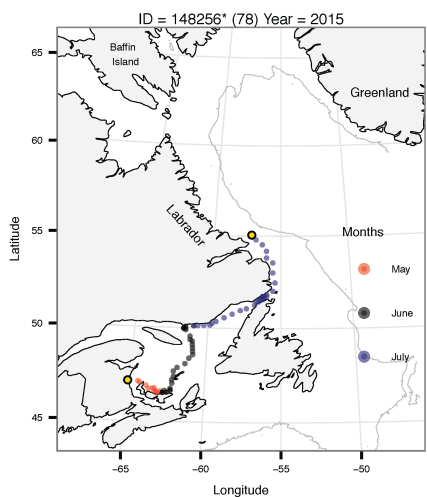 ID = 148256* (78) Year = 2015
65
60
55
50
45
Latitude
Baffin
Island
Greenland
Labrador
Months
May
June
July
−65
−60
−55
−50
Longitude